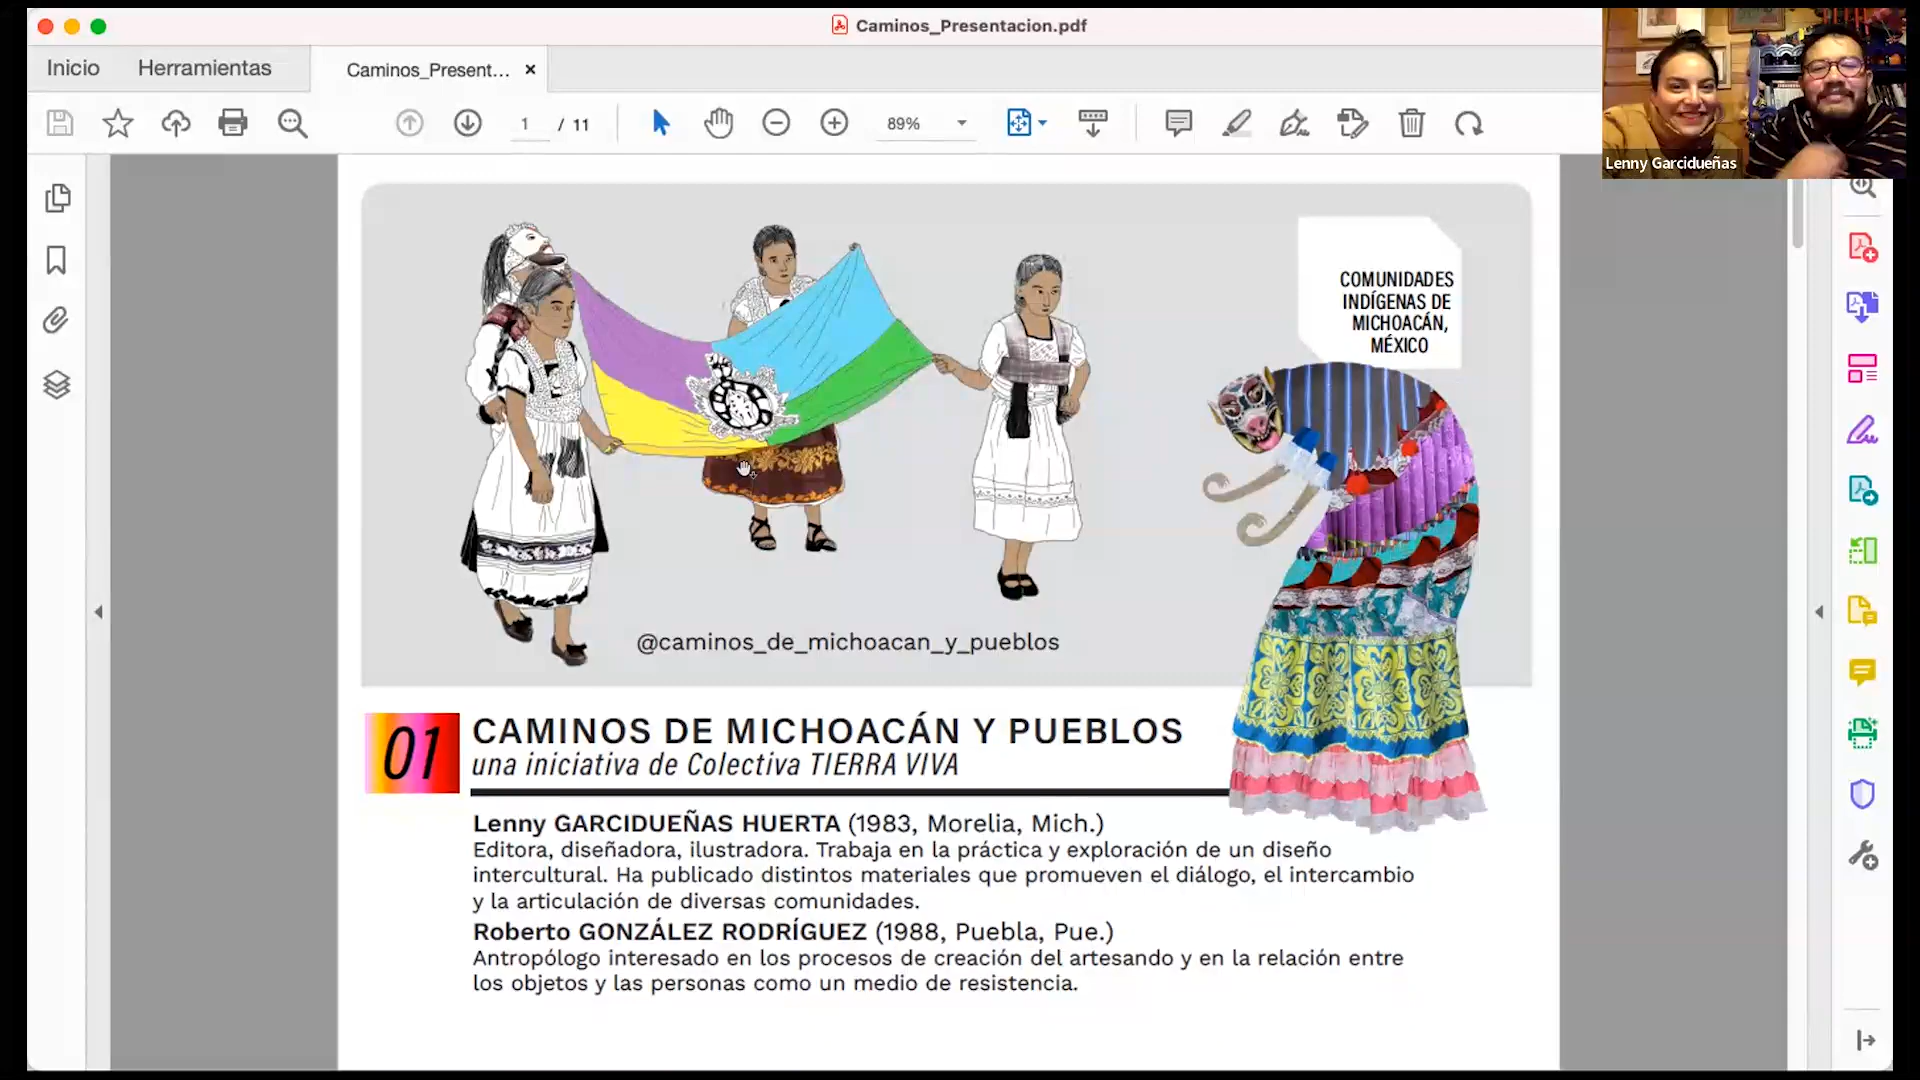 Caminos_Presentacion.pdf
Inicio
Herramientas
Caminos_Present...
1 / 11
89%
Lenny Garcidueñas
COMUNIDADES
INDÍGENAS DE
MICHOACÁN,
MÉXICO
@caminos_de_michoacan_y_pueblos
01
CAMINOS DE MICHOACÁN Y PUEBLOS
una iniciativa de Colectiva TIERRA VIVA
Lenny GARCIDUEÑAS HUERTA (1983, Morelia, Mich.)
Editora, diseñadora, ilustradora. Trabaja en la práctica y exploración de un diseño
intercultural. Ha publicado distintos materiales que promueven el diálogo, el intercambio
y la articulación de diversas comunidades.
Roberto GONZÁLEZ RODRÍGUEZ (1988, Puebla, Pue.)
Antropólogo interesado en los procesos de creación del artesando y en la relación entre
los objetos y las personas como un medio de resistencia.